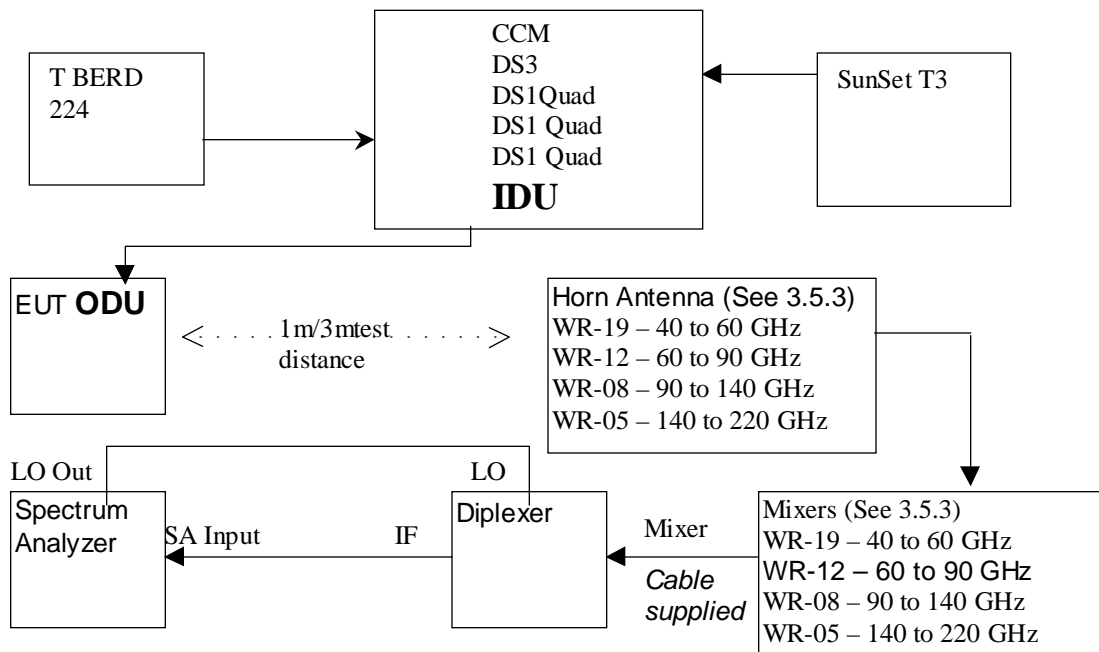 T BERD
224
CCM
DS3
DS1Quad
DS1 Quad
DS1 Quad
IDU
SunSet T3
EUT ODU
1m/3mtest
distance
Horn Antenna (See 3.5.3)
WR-19 – 40 to 60 GHz
WR-12 – 60 to 90 GHz
WR-08 – 90 to 140 GHz
WR-05 – 140 to 220 GHz
LO Out
LO
Spectrum
Analyzer
SA Input
IF
Diplexer
Mixer
Cable
supplied
Mixers (See 3.5.3)
WR-19 – 40 to 60 GHz
WR-12 – 60 to 90 GHz
WR-08 – 90 to 140 GHz
WR-05 – 140 to 220 GHz